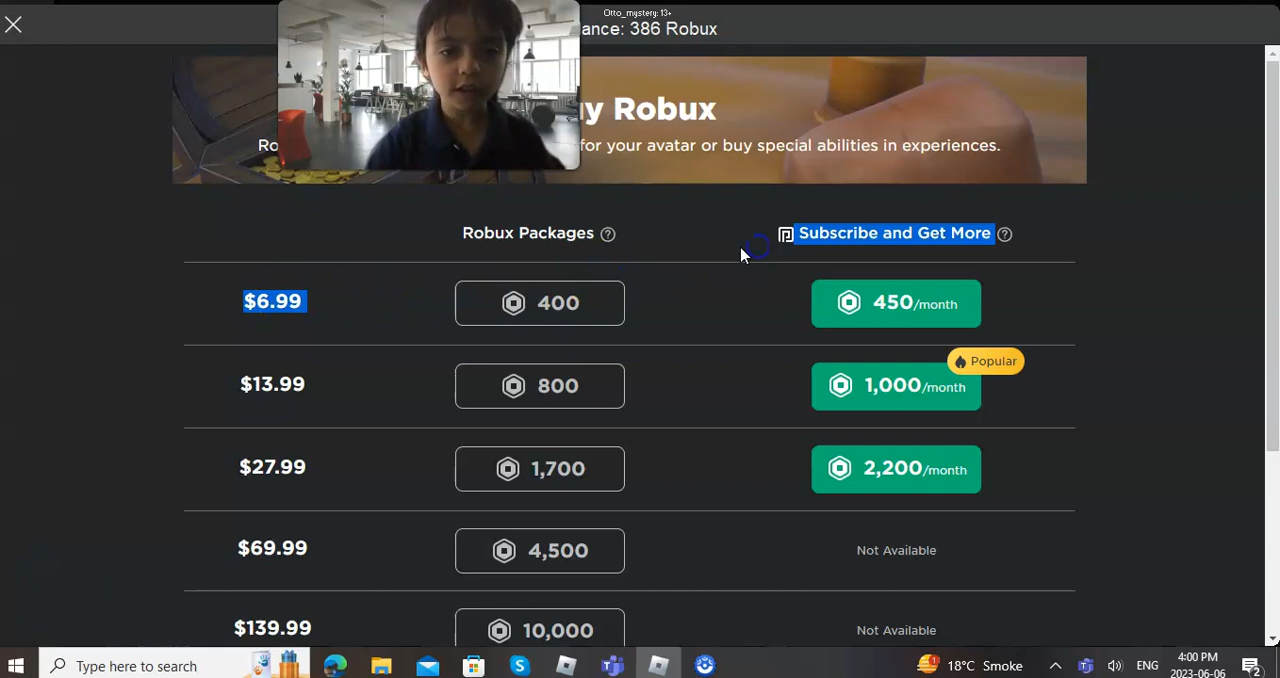 Otto_mystery: 13+
ance: 386 Robux
y Robux
Ro
for your avatar or buy special abilities in experiences.
Robux Packages ?
Subscribe and Get More ?
$6.99
400
450/month
Popular
$13.99
800
1,000/month
$27.99
1,700
2,200/month
$69.99
4,500
Not Available
$139.99
10,000
Not Available
Type here to search
1
18°C Smoke
ENG
4:00 PM
2023-06-06
2